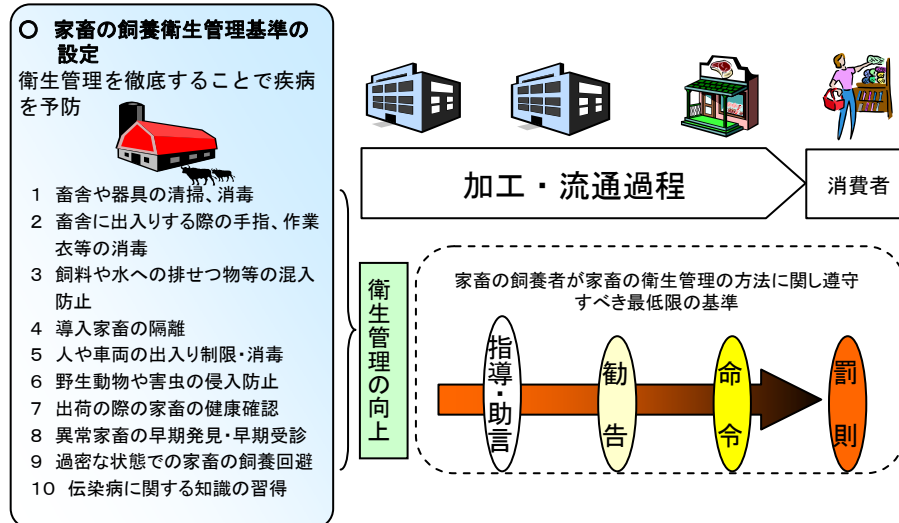 ○ 家畜の飼養衛生管理基準の
設定
衛生管理を徹底することで疾病
を予防
1 畜舎や器具の清掃、消毒
2 畜舎に出入りする際の手指、作業
衣等の消毒
3 飼料や水への排せつ物等の混入
防止
4 導入家畜の隔離
5 人や車両の出入り制限・消毒
6 野生動物や害虫の侵入防止
7 出荷の際の家畜の健康確認
8 異常家畜の早期発見・早期受診
9 過密な状態での家畜の飼養回避
10 伝染病に関する知識の習得
衛生管理の向上
加工・流通過程
消費者
家畜の飼養者が家畜の衛生管理の方法に関し遵守
すべき最低限の基準
指導・助言
勧告
命令
罰則